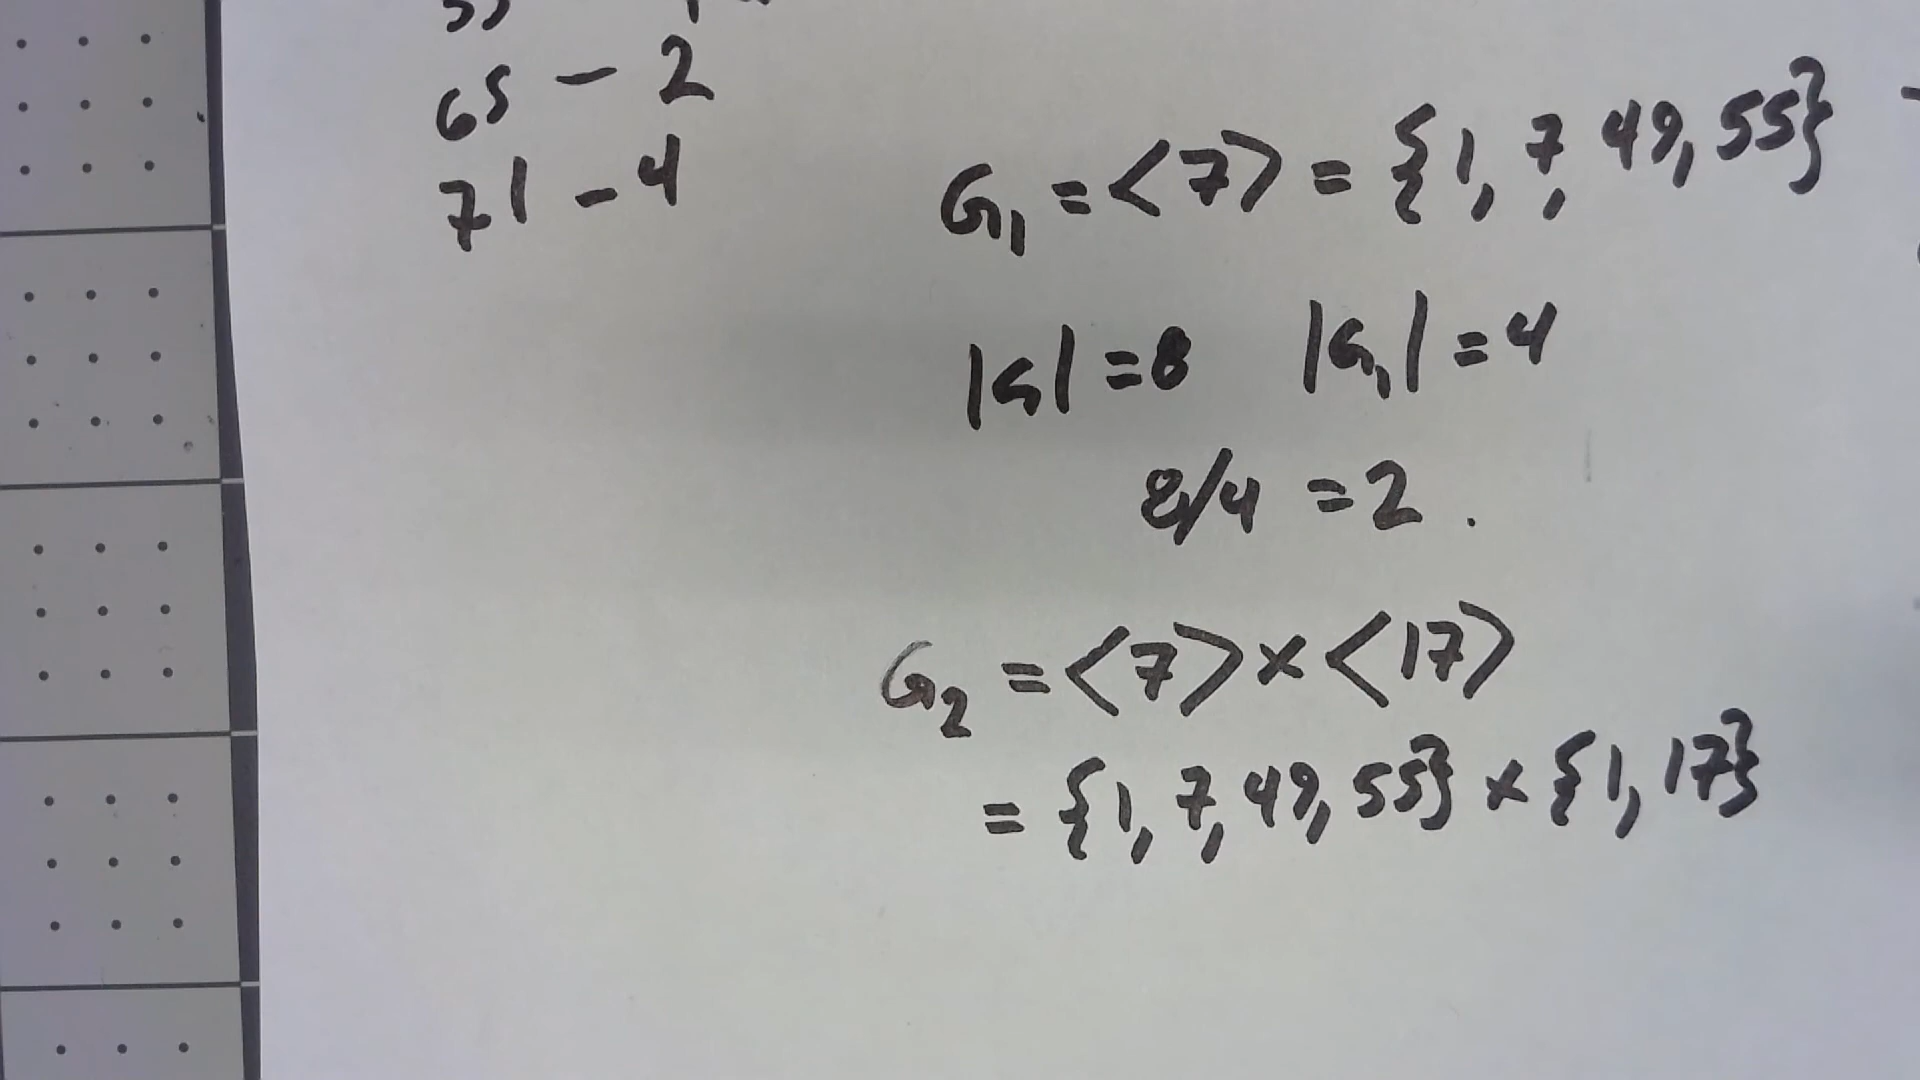 65 – 2
71 – 4
G₁ = <7> = {1, 7, 49, 55}
|G| = 8   |G₁| = 4
8/4 = 2.
G₂ = <7> × <17>
= {1, 7, 49, 55} × {1, 17}